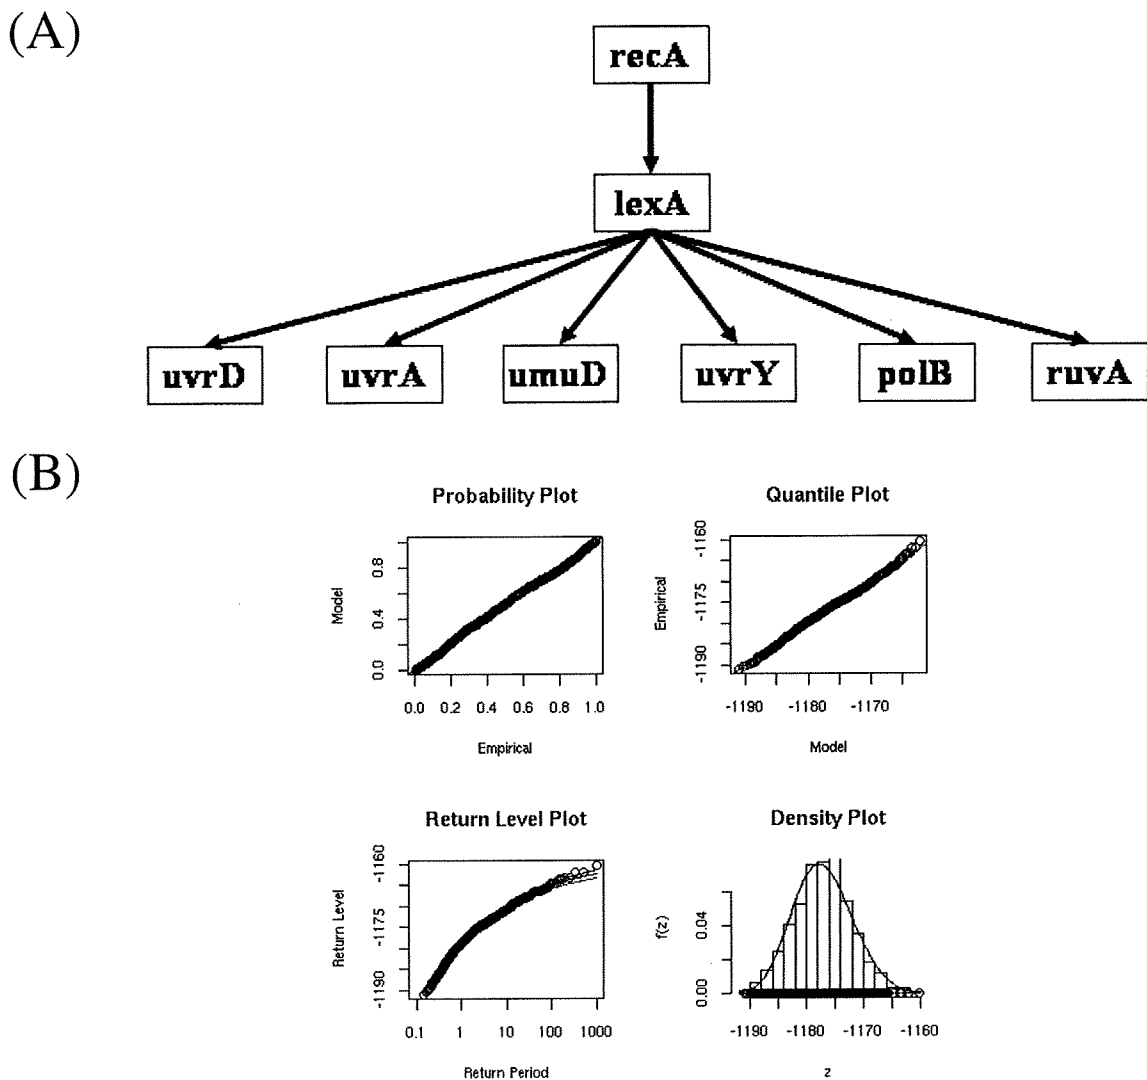 (A)
recA
lexA
uvrD uvrA umuD uvrY polB ruvA
(B)
Probability Plot
Model
0.0 0.4 0.8
0.0 0.2 0.4 0.6 0.8 1.0
Empirical
Quantile Plot
Empirical
-1190 -1175 -1160
-1190 -1180 -1170
Model
Return Level Plot
Return Level
-1190 -1175 -1160
0.1 1 10 100 1000
Return Period
Density Plot
f(z)
0.00 0.04
-1190 -1180 -1170 -1160
z